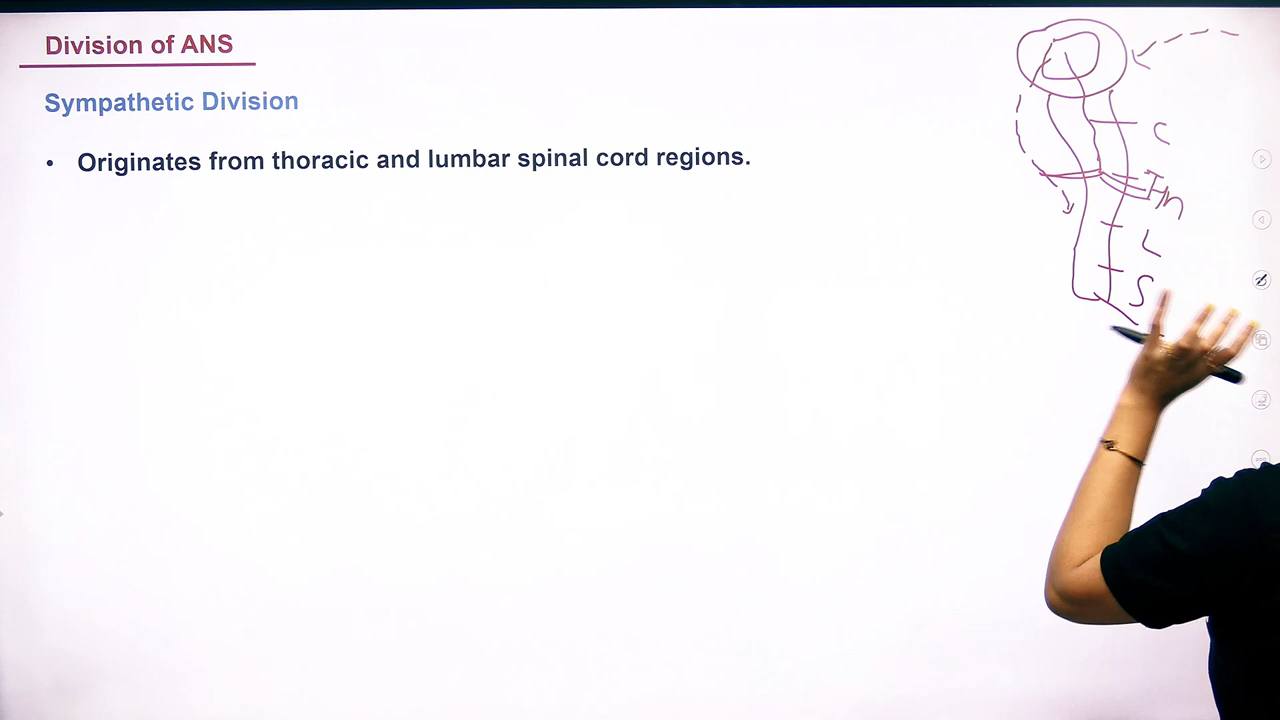 Division of ANS
Sympathetic Division
• Originates from thoracic and lumbar spinal cord regions.
C
L
S